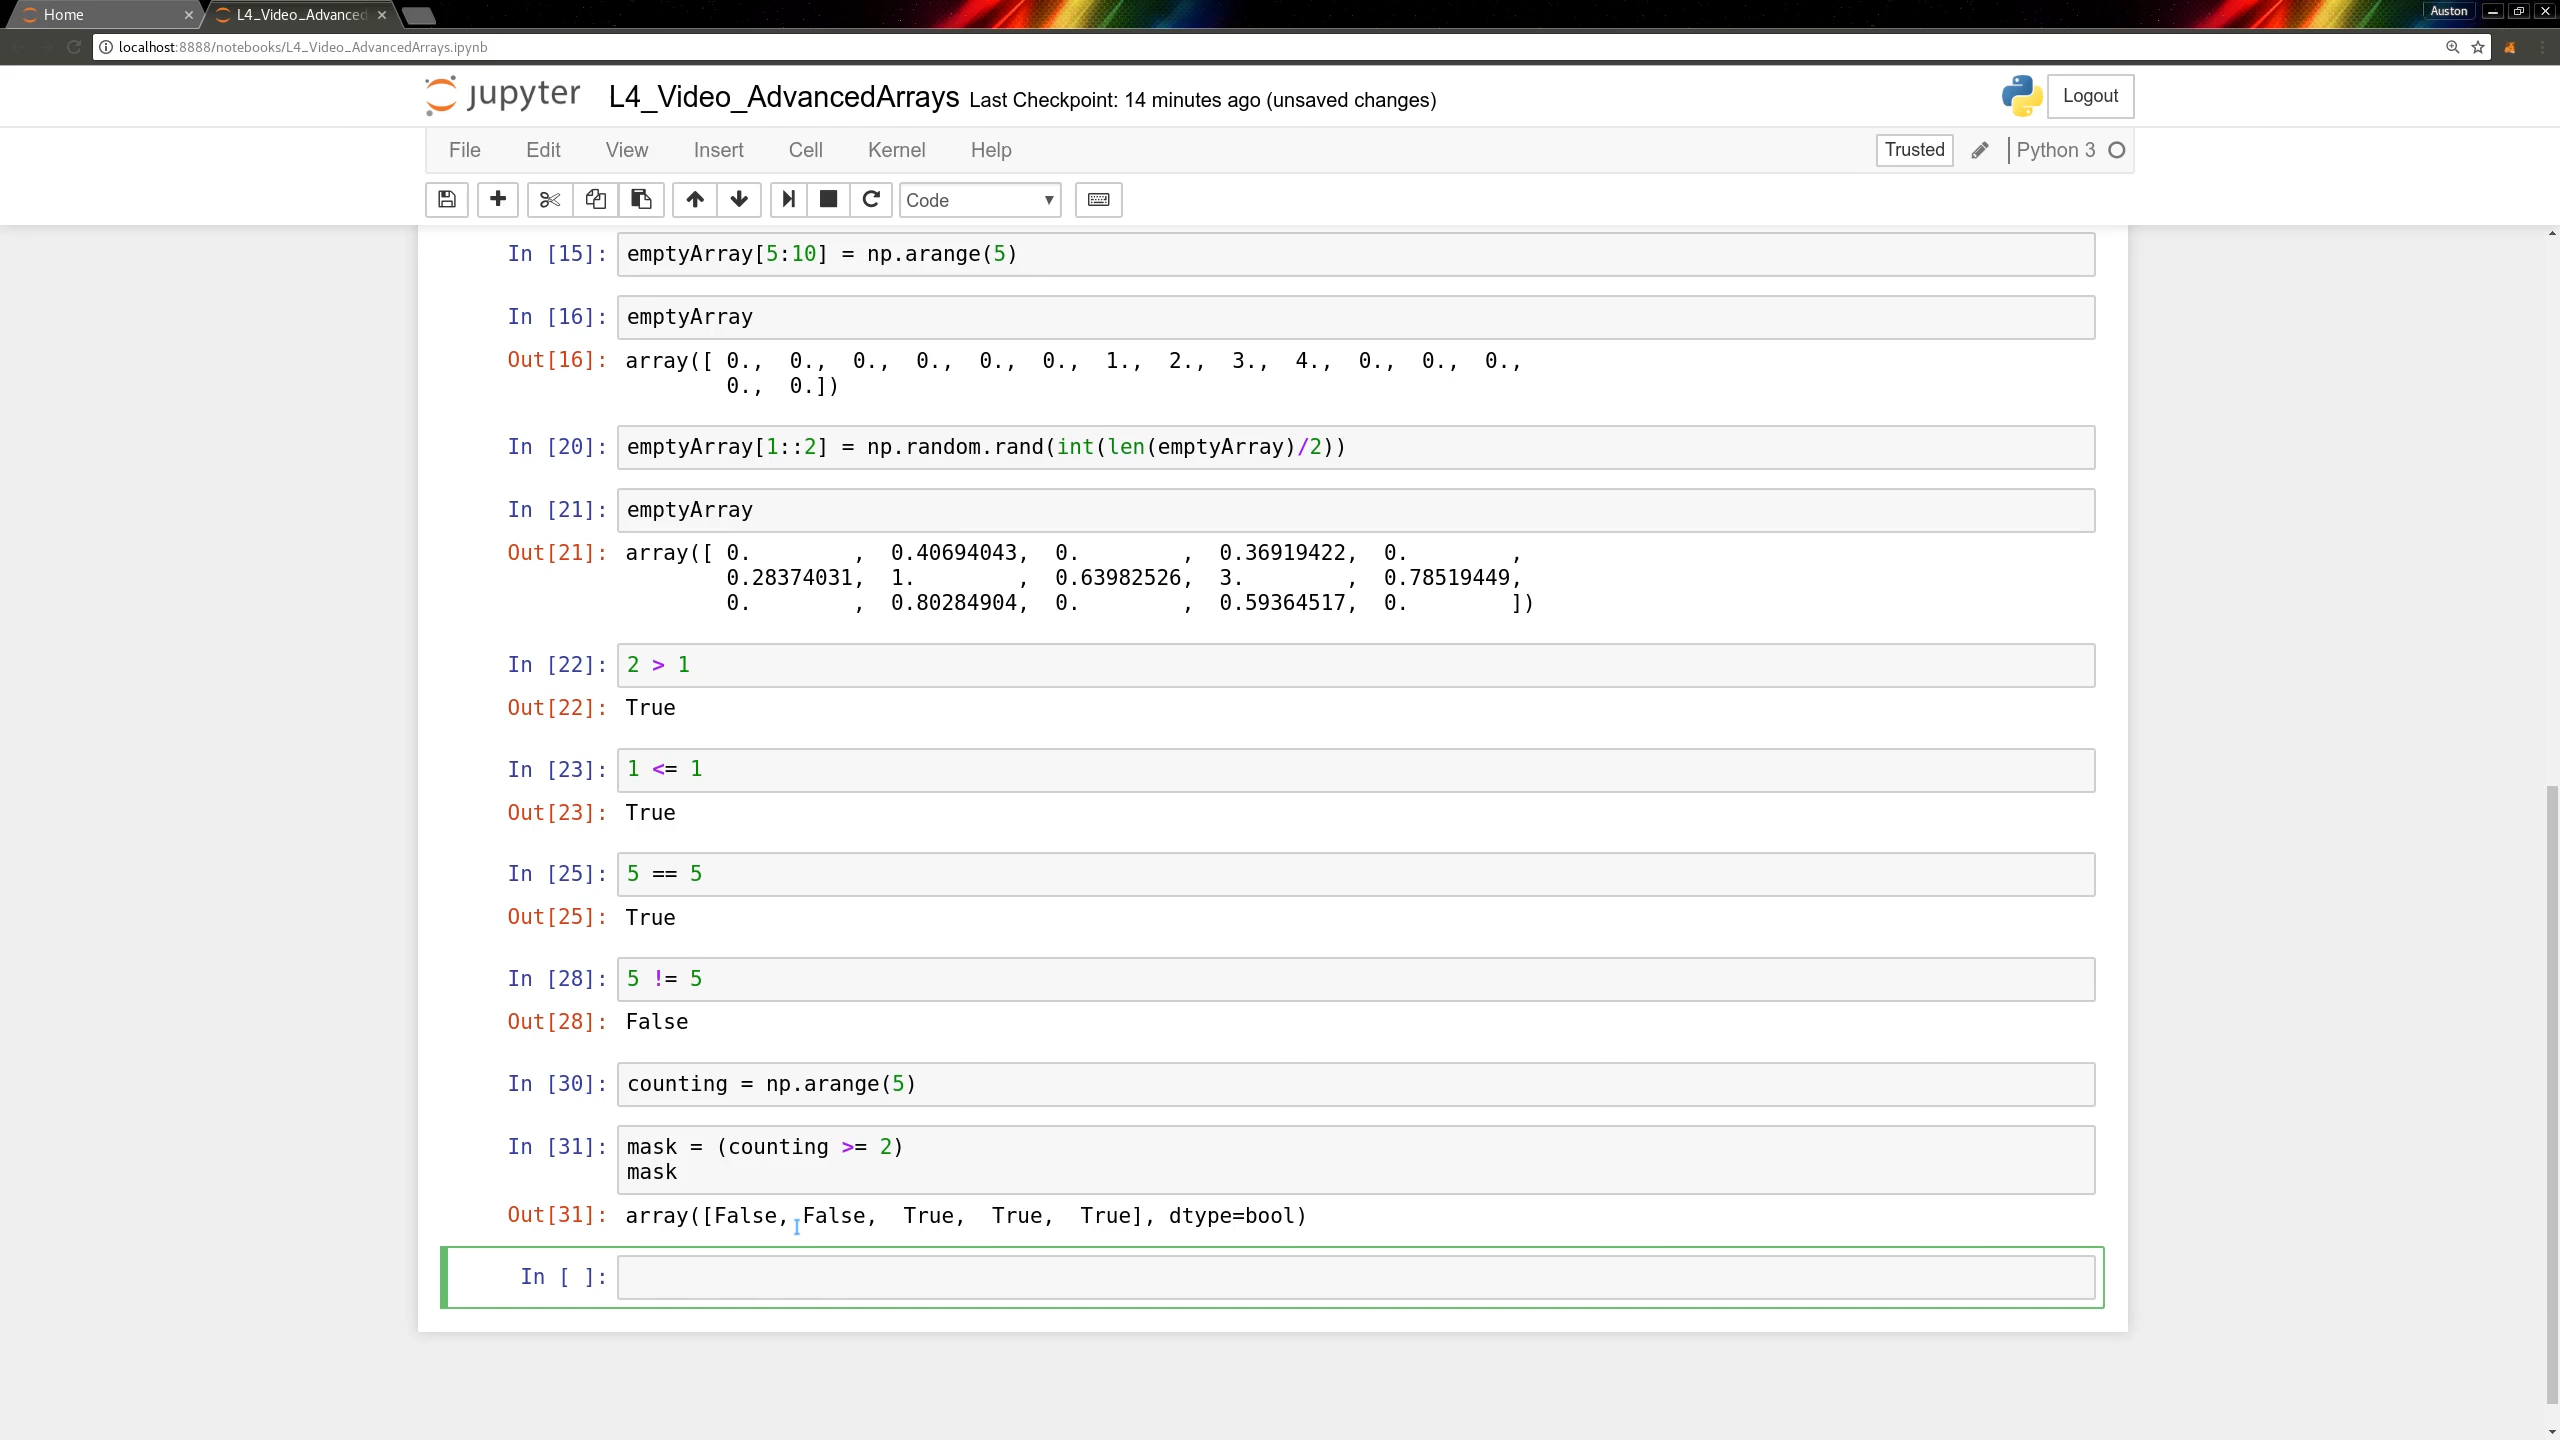 Home
L4_Video_Advanced
Auston
localhost:8888/notebooks/L4_Video_AdvancedArrays.ipynb
jupyter L4_Video_AdvancedArrays Last Checkpoint: 14 minutes ago (unsaved changes)
Logout
File Edit View Insert Cell Kernel Help
Trusted Python 3
Code
In [15]: emptyArray[5:10] = np.arange(5)
In [16]: emptyArray
Out[16]: array([ 0., 0., 0., 0., 0., 0., 1., 2., 3., 4., 0., 0., 0.,
0., 0.])
In [20]: emptyArray[1::2] = np.random.rand(int(len(emptyArray)/2))
In [21]: emptyArray
Out[21]: array([ 0. , 0.40694043, 0. , 0.36919422, 0. ,
0.28374031, 1. , 0.63982526, 3. , 0.78519449,
0. , 0.80284904, 0. , 0.59364517, 0. ])
In [22]: 2 > 1
Out[22]: True
In [23]: 1 <= 1
Out[23]: True
In [25]: 5 == 5
Out[25]: True
In [28]: 5 != 5
Out[28]: False
In [30]: counting = np.arange(5)
In [31]: mask = (counting >= 2)
mask
Out[31]: array([False, False, True, True, True], dtype=bool)
In [ ]: